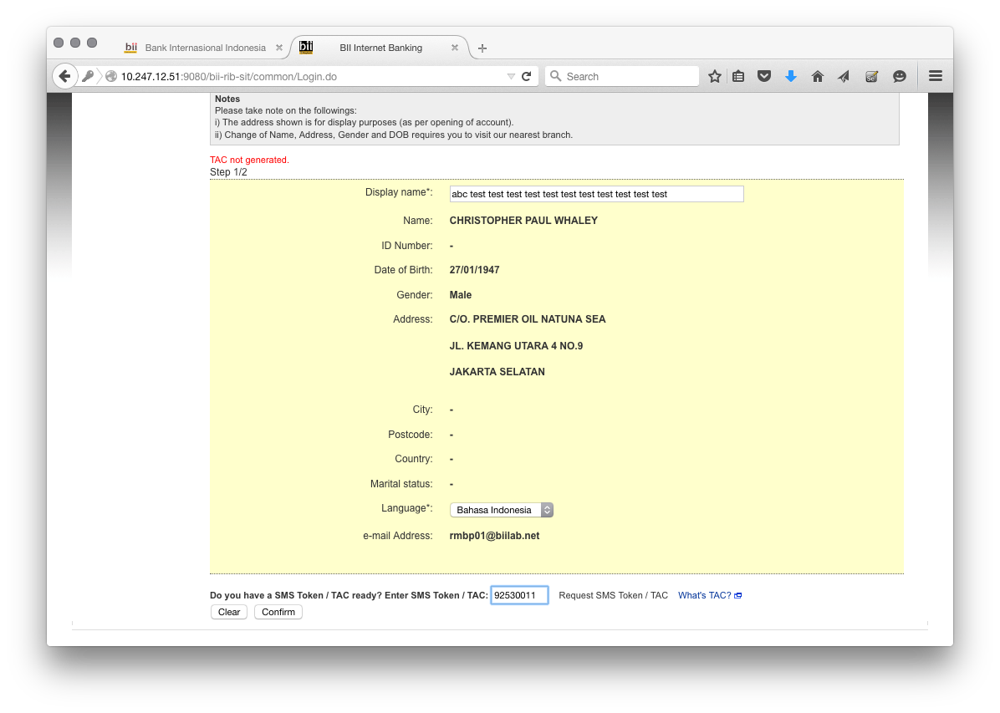 bii Bank Internasional Indonesia
bii BII Internet Banking
10.247.12.51:9080/bii-rib-sit/common/Login.do
Search
Notes
Please take note on the followings:
i) The address shown is for display purposes (as per opening of account).
ii) Change of Name, Address, Gender and DOB requires you to visit our nearest branch.
TAC not generated.
Step 1/2
Display name*: abc test test test test test test test test test test test
Name: CHRISTOPHER PAUL WHALEY
ID Number: -
Date of Birth: 27/01/1947
Gender: Male
Address: C/O. PREMIER OIL NATUNA SEA
JL. KEMANG UTARA 4 NO.9
JAKARTA SELATAN
City: -
Postcode: -
Country: -
Marital status: -
Language*: Bahasa Indonesia
e-mail Address: rmbp01@biilab.net
Do you have a SMS Token / TAC ready? Enter SMS Token / TAC: 92530011 Request SMS Token / TAC What's TAC?
Clear Confirm